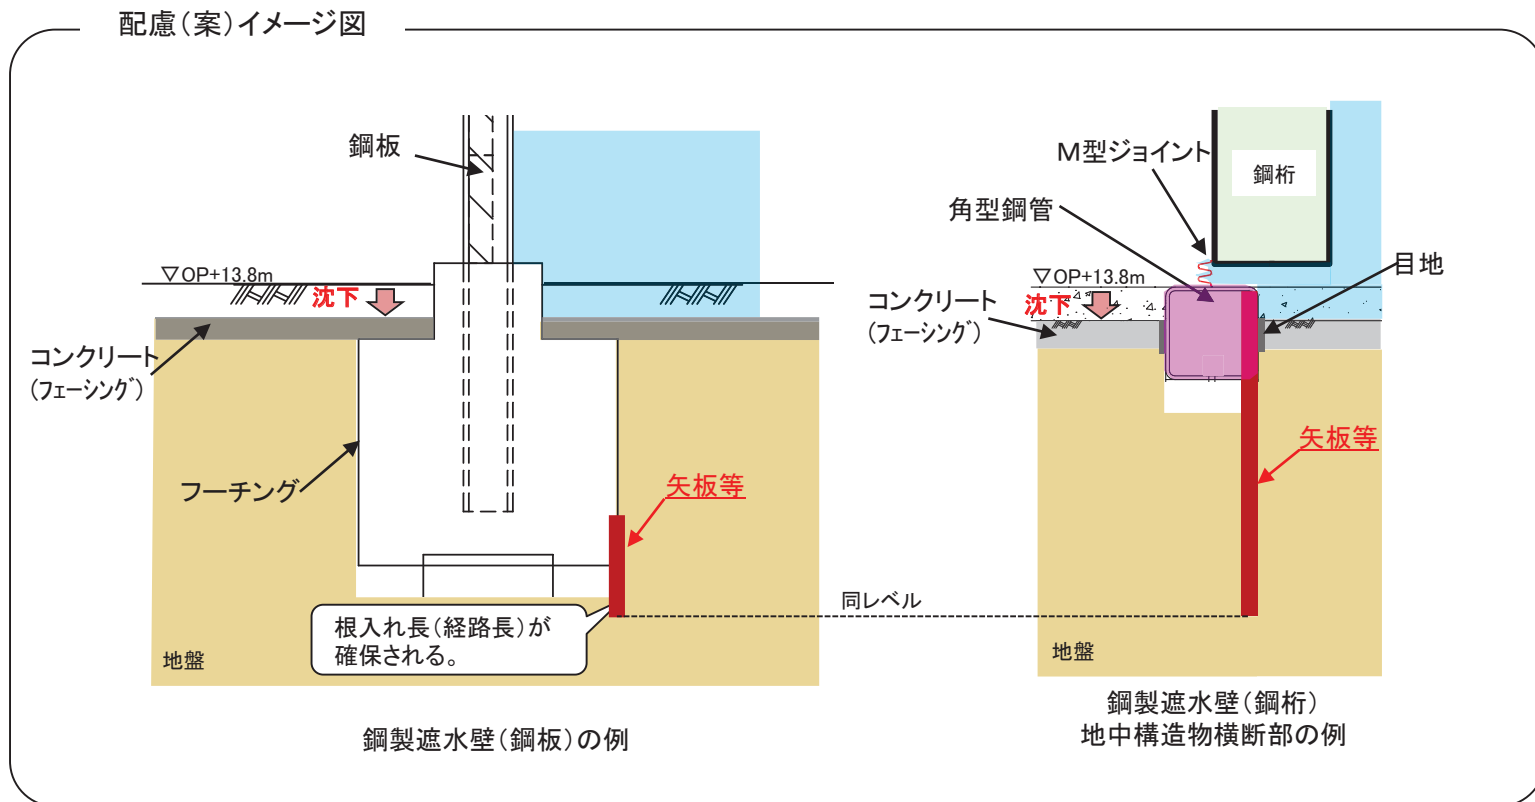 配慮(案)イメージ図
鋼板
▽OP+13.8m
沈下
コンクリート
(フェーシング)
フーチング
矢板等
根入れ長(経路長)が
確保される。
地盤
鋼製遮水壁(鋼板)の例
同レベル
M型ジョイント
鋼桁
角型鋼管
目地
▽OP+13.8m
コンクリート
(フェーシング)
沈下
矢板等
地盤
鋼製遮水壁(鋼桁)
地中構造物横断部の例